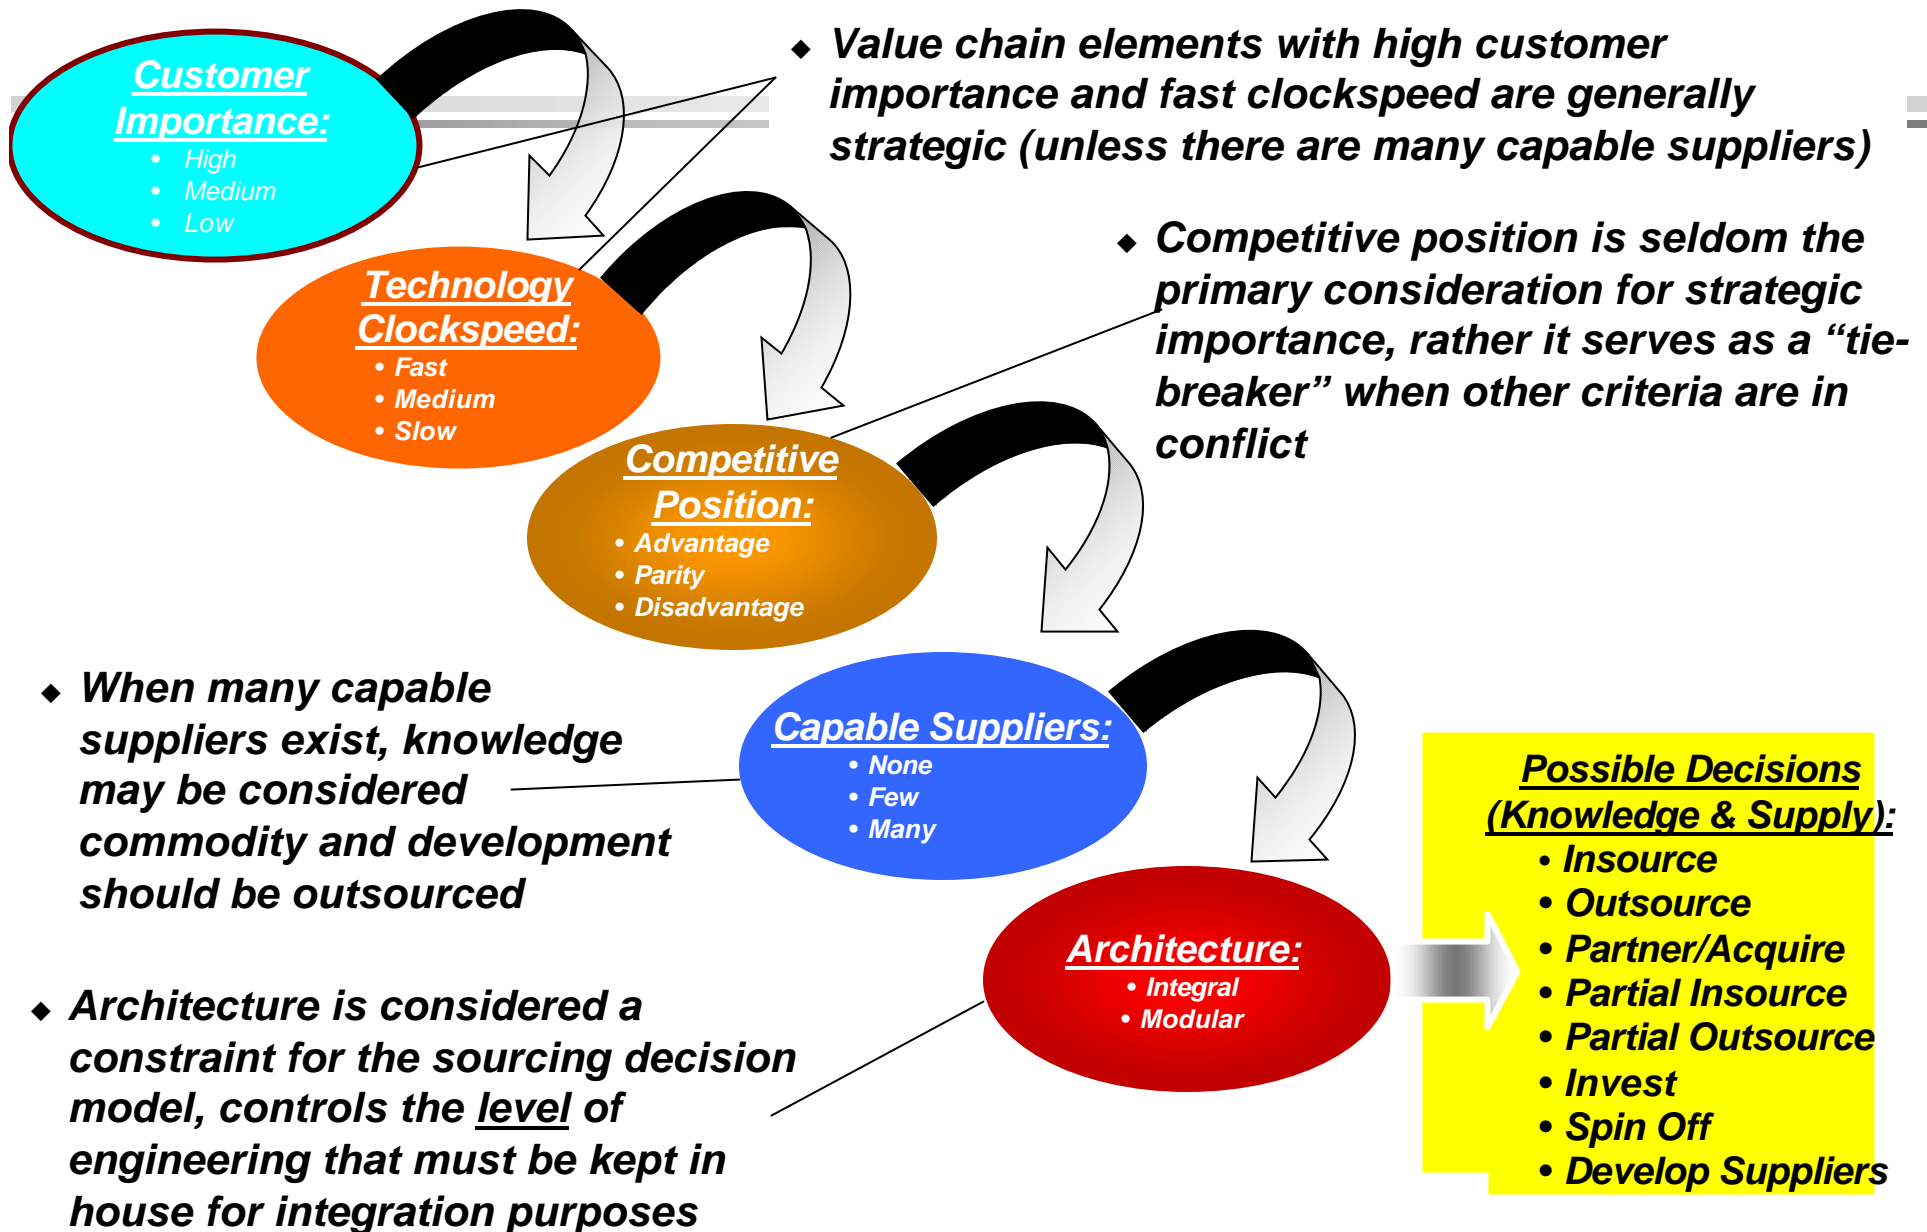 Customer
Importance:
• High
• Medium
• Low
◆ Value chain elements with high customer
importance and fast clockspeed are generally
strategic (unless there are many capable suppliers)
Technology
Clockspeed:
• Fast
• Medium
• Slow
◆ Competitive position is seldom the
primary consideration for strategic
importance, rather it serves as a “tie-
breaker” when other criteria are in
conflict
Competitive
Position:
• Advantage
• Parity
• Disadvantage
◆ When many capable
suppliers exist, knowledge
may be considered
commodity and development
should be outsourced
Capable Suppliers:
• None
• Few
• Many
◆ Architecture is considered a
constraint for the sourcing decision
model, controls the level of
engineering that must be kept in
house for integration purposes
Architecture:
• Integral
• Modular
Possible Decisions
(Knowledge & Supply):
• Insource
• Outsource
• Partner/Acquire
• Partial Insource
• Partial Outsource
• Invest
• Spin Off
• Develop Suppliers